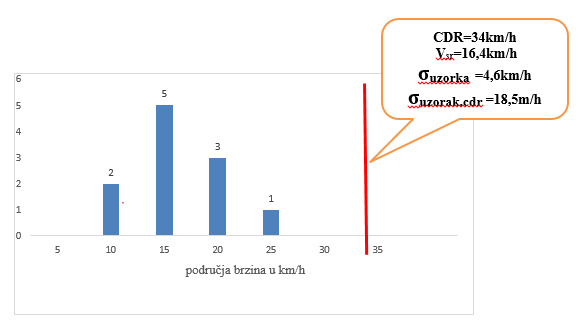 CDR=34km/h
Vsr=16,4km/h
σuzorka =4,6km/h
σuzorak,cdr =18,5m/h
6
5
4
3
2
1
0
2
5
3
1
5 10 15 20 25 30 35
područja brzina u km/h